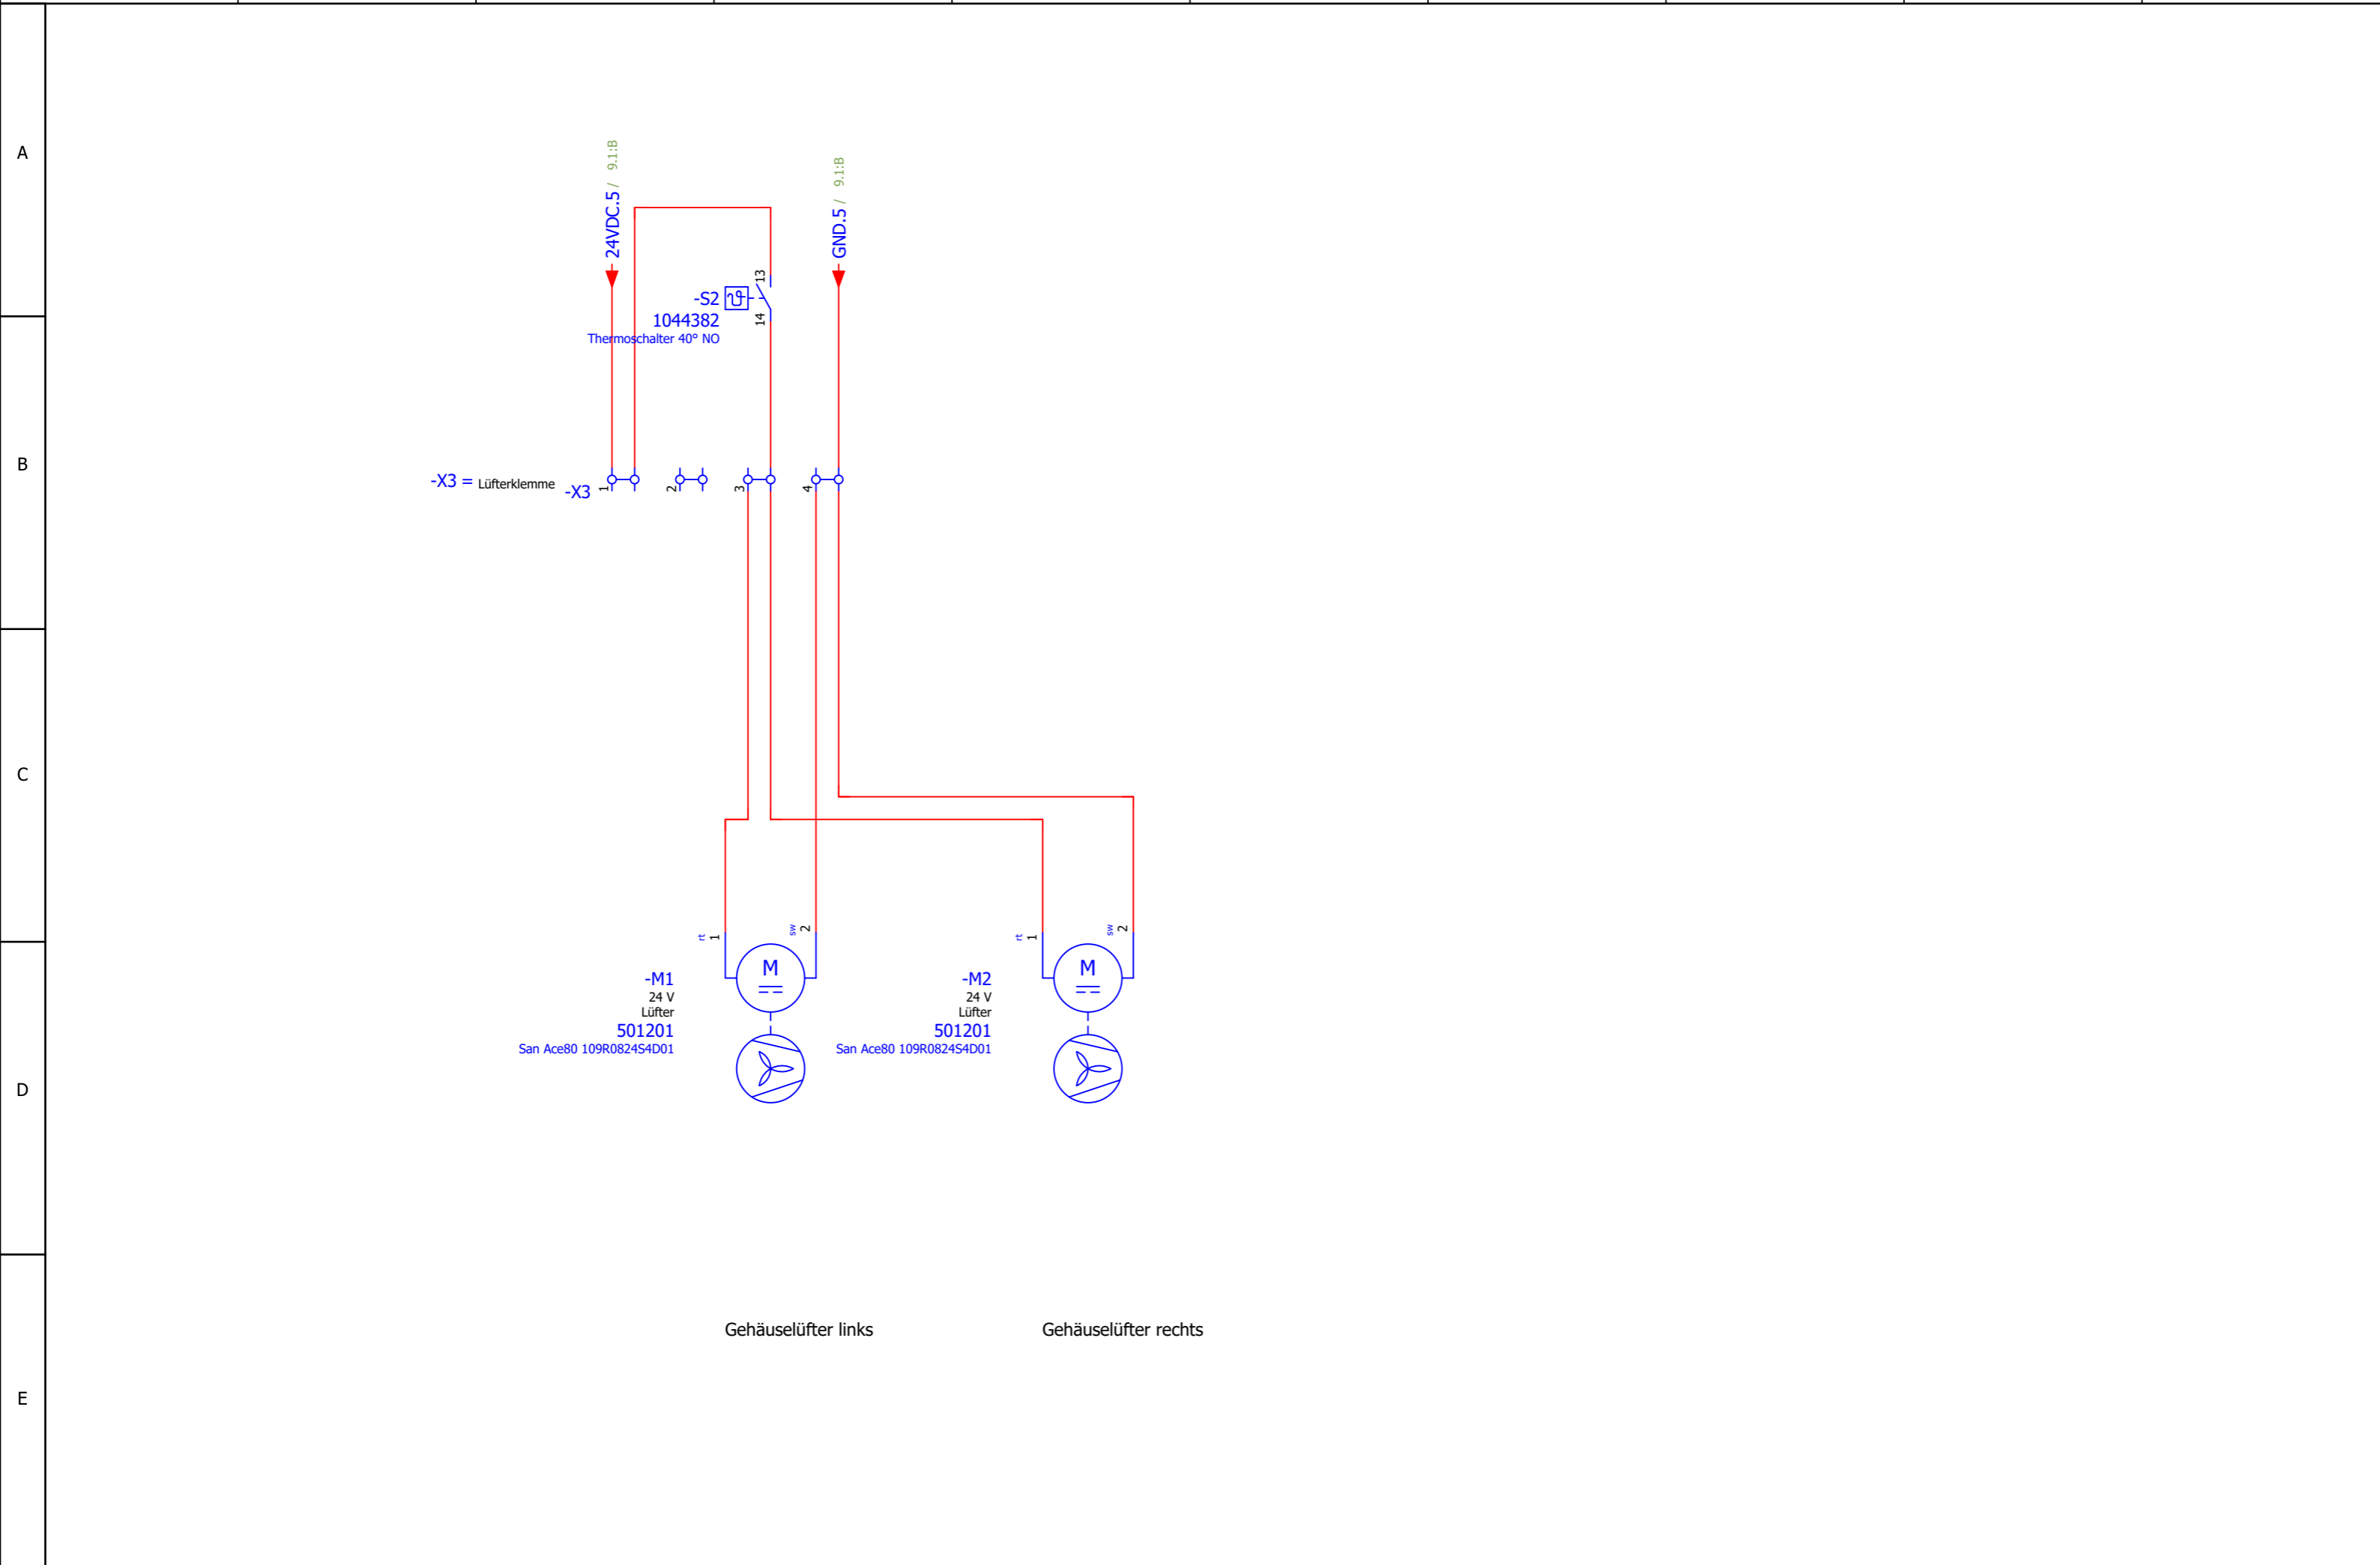 A
B
C
D
E
24VDC.5 / 9.1:B
GND.5 / 9.1:B
13
-S2
1044382
14
Thermoschalter 40° NO
-X3 = Lüfterklemme
-X3
1
2
3
4
rt
1
sw
2
-M1
24 V
Lüfter
501201
San Ace80 109R0824S4D01
M
rt
1
sw
2
-M2
24 V
Lüfter
501201
San Ace80 109R0824S4D01
M
Gehäuselüfter links
Gehäuselüfter rechts